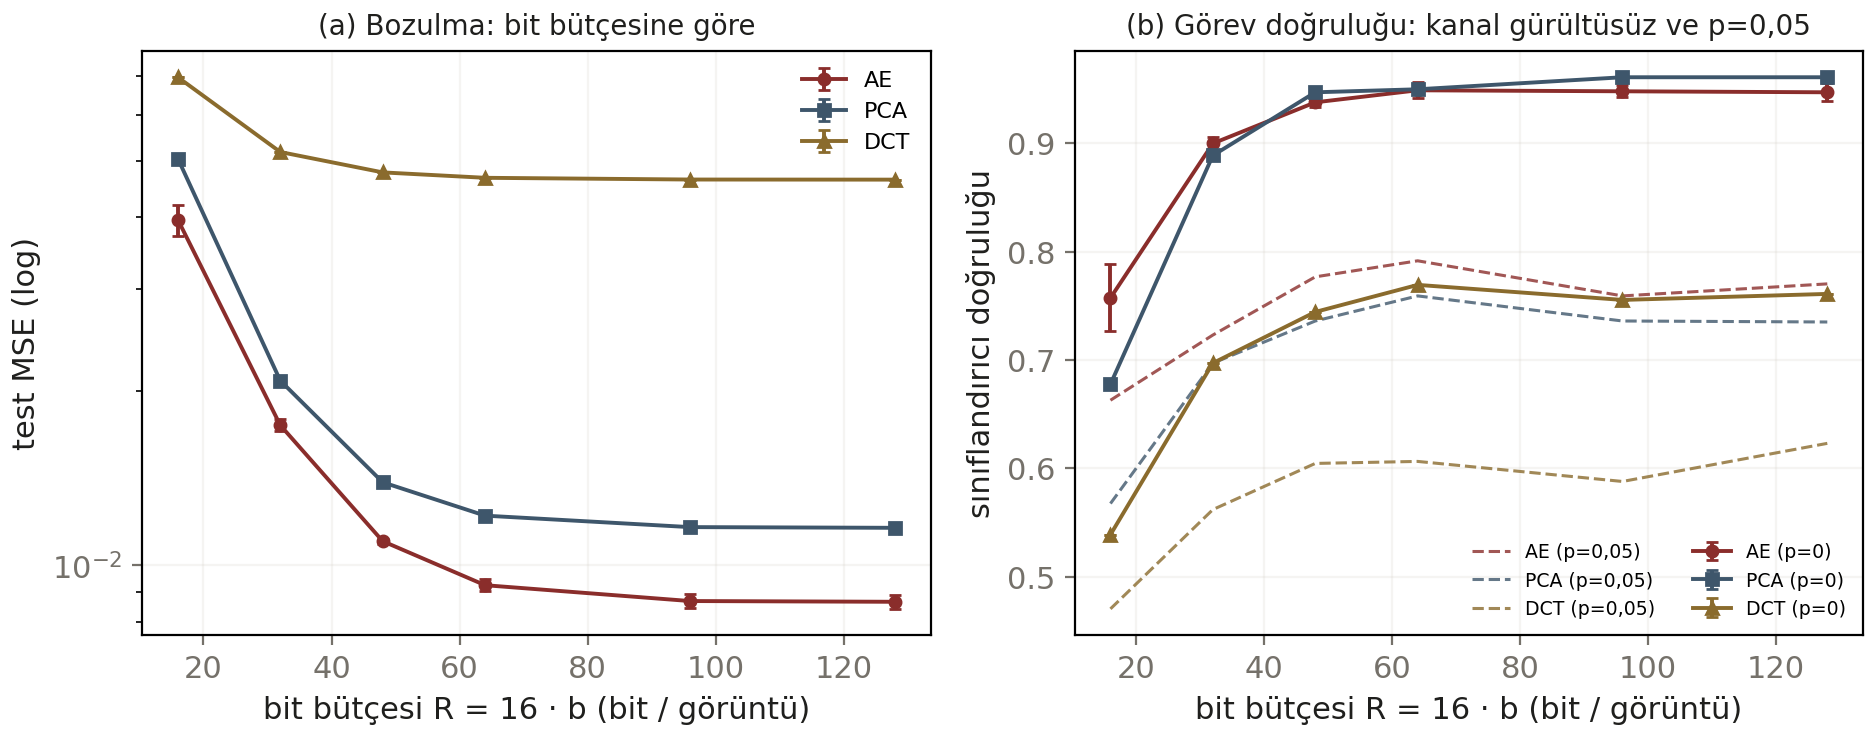 (a) Bozulma: bit bütçesine göre
test MSE (log)
10⁻²
AE
PCA
DCT
20 40 60 80 100 120
bit bütçesi R = 16 · b (bit / görüntü)
(b) Görev doğruluğu: kanal gürültüsüz ve p=0,05
sınıflandırıcı doğruluğu
0.9
0.8
0.7
0.6
0.5
AE (p=0,05)
PCA (p=0,05)
DCT (p=0,05)
AE (p=0)
PCA (p=0)
DCT (p=0)
20 40 60 80 100 120
bit bütçesi R = 16 · b (bit / görüntü)